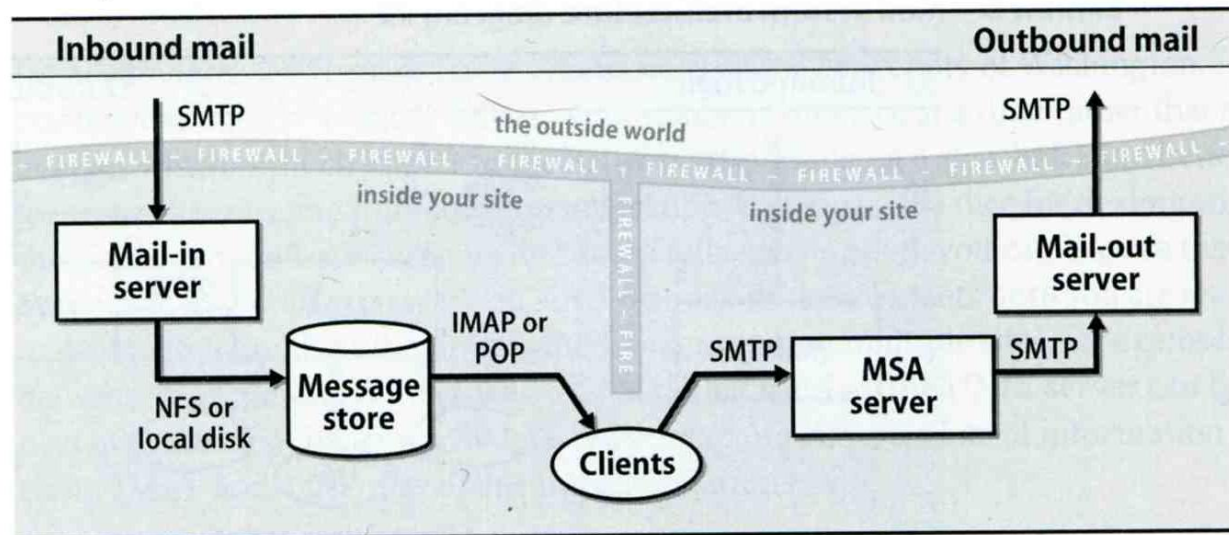 Inbound mail
Outbound mail
SMTP
SMTP
the outside world
- FIREWALL - FIREWALL - FIREWALL - FIREWALL - FIREWALL - FIREWALL - FIREWALL - FIREWALL -
inside your site
inside your site
FIREWALL - FIRE
Mail-in
server
Mail-out
server
IMAP or
POP
SMTP
SMTP
Message
store
MSA
server
NFS or
local disk
Clients